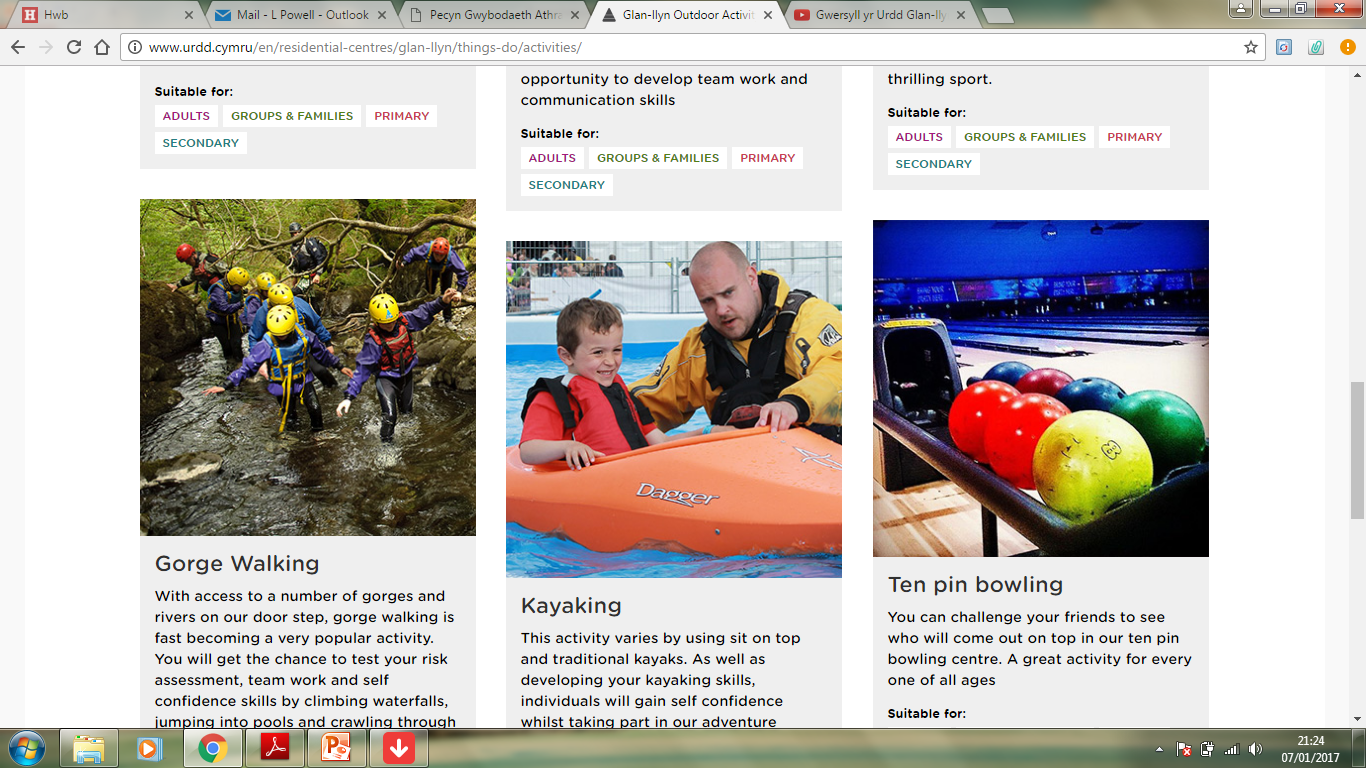 Hwb
Mail - L Powell - Outlook
Pecyn Gwybodaeth Athra
Glan-llyn Outdoor Activit
Gwersyll yr Urdd Glan-lly
www.urdd.cymru/en/residential-centres/glan-llyn/things-do/activities/
Suitable for:
ADULTS GROUPS & FAMILIES PRIMARY
SECONDARY
opportunity to develop team work and
communication skills
Suitable for:
ADULTS GROUPS & FAMILIES PRIMARY
SECONDARY
thrilling sport.
Suitable for:
ADULTS GROUPS & FAMILIES PRIMARY
SECONDARY
Gorge Walking
With access to a number of gorges and
rivers on our door step, gorge walking is
fast becoming a very popular activity.
You will get the chance to test your risk
assessment, team work and self
confidence skills by climbing waterfalls,
jumping into pools and crawling through
Dagger
Kayaking
This activity varies by using sit on top
and traditional kayaks. As well as
developing your kayaking skills,
individuals will gain self confidence
whilst taking part in our adventure
Ten pin bowling
You can challenge your friends to see
who will come out on top in our ten pin
bowling centre. A great activity for every
one of all ages
Suitable for:
21:24
07/01/2017